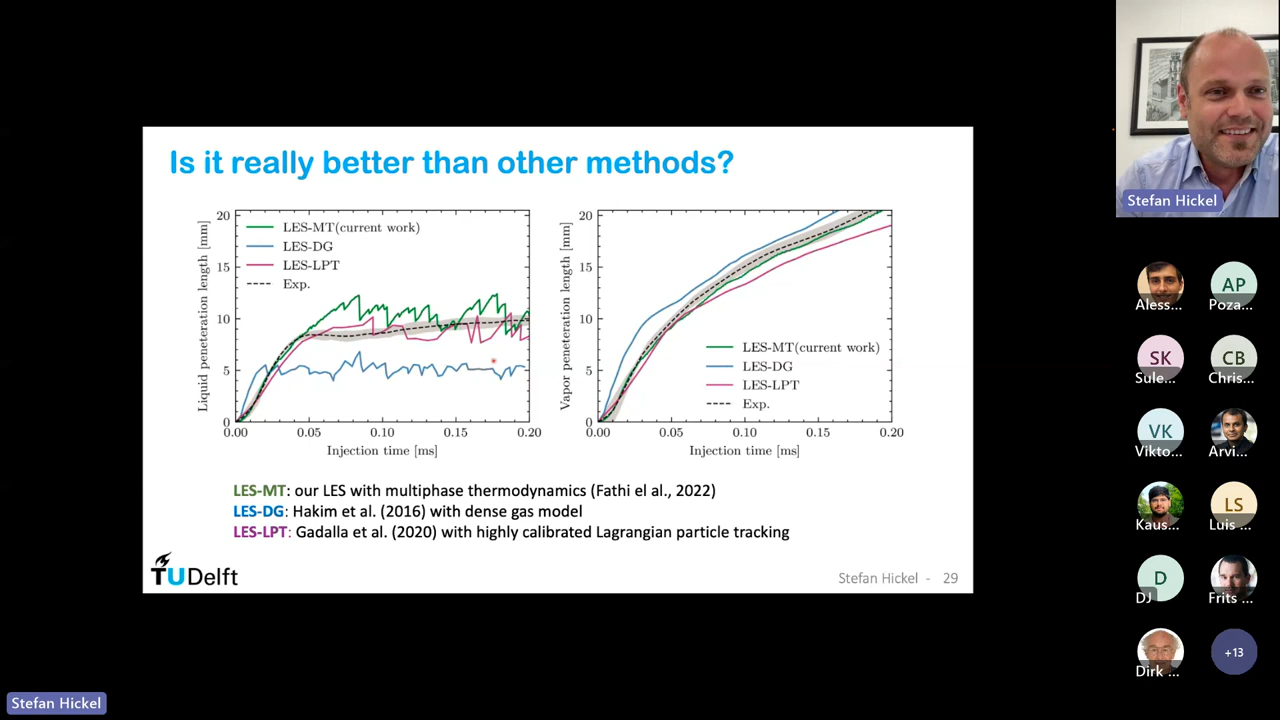 Is it really better than other methods?
Liquid peneteration length [mm]
20
15
10
5
0
LES-MT(current work)
LES-DG
LES-LPT
Exp.
0.00 0.05 0.10 0.15 0.20
Injection time [ms]
Vapor peneteration length [mm]
20
15
10
5
0
LES-MT(current work)
LES-DG
LES-LPT
Exp.
0.00 0.05 0.10 0.15 0.20
Injection time [ms]
LES-MT: our LES with multiphase thermodynamics (Fathi el al., 2022)
LES-DG: Hakim et al. (2016) with dense gas model
LES-LPT: Gadalla et al. (2020) with highly calibrated Lagrangian particle tracking
TUDelft
Stefan Hickel - 29
Stefan Hickel
Aless...
AP
Poza...
SK
Sule...
CB
Chris...
VK
Vikto...
Arvi...
Kaus...
LS
Luis ...
D
DJ
Frits ...
Dirk ...
+13
Stefan Hickel